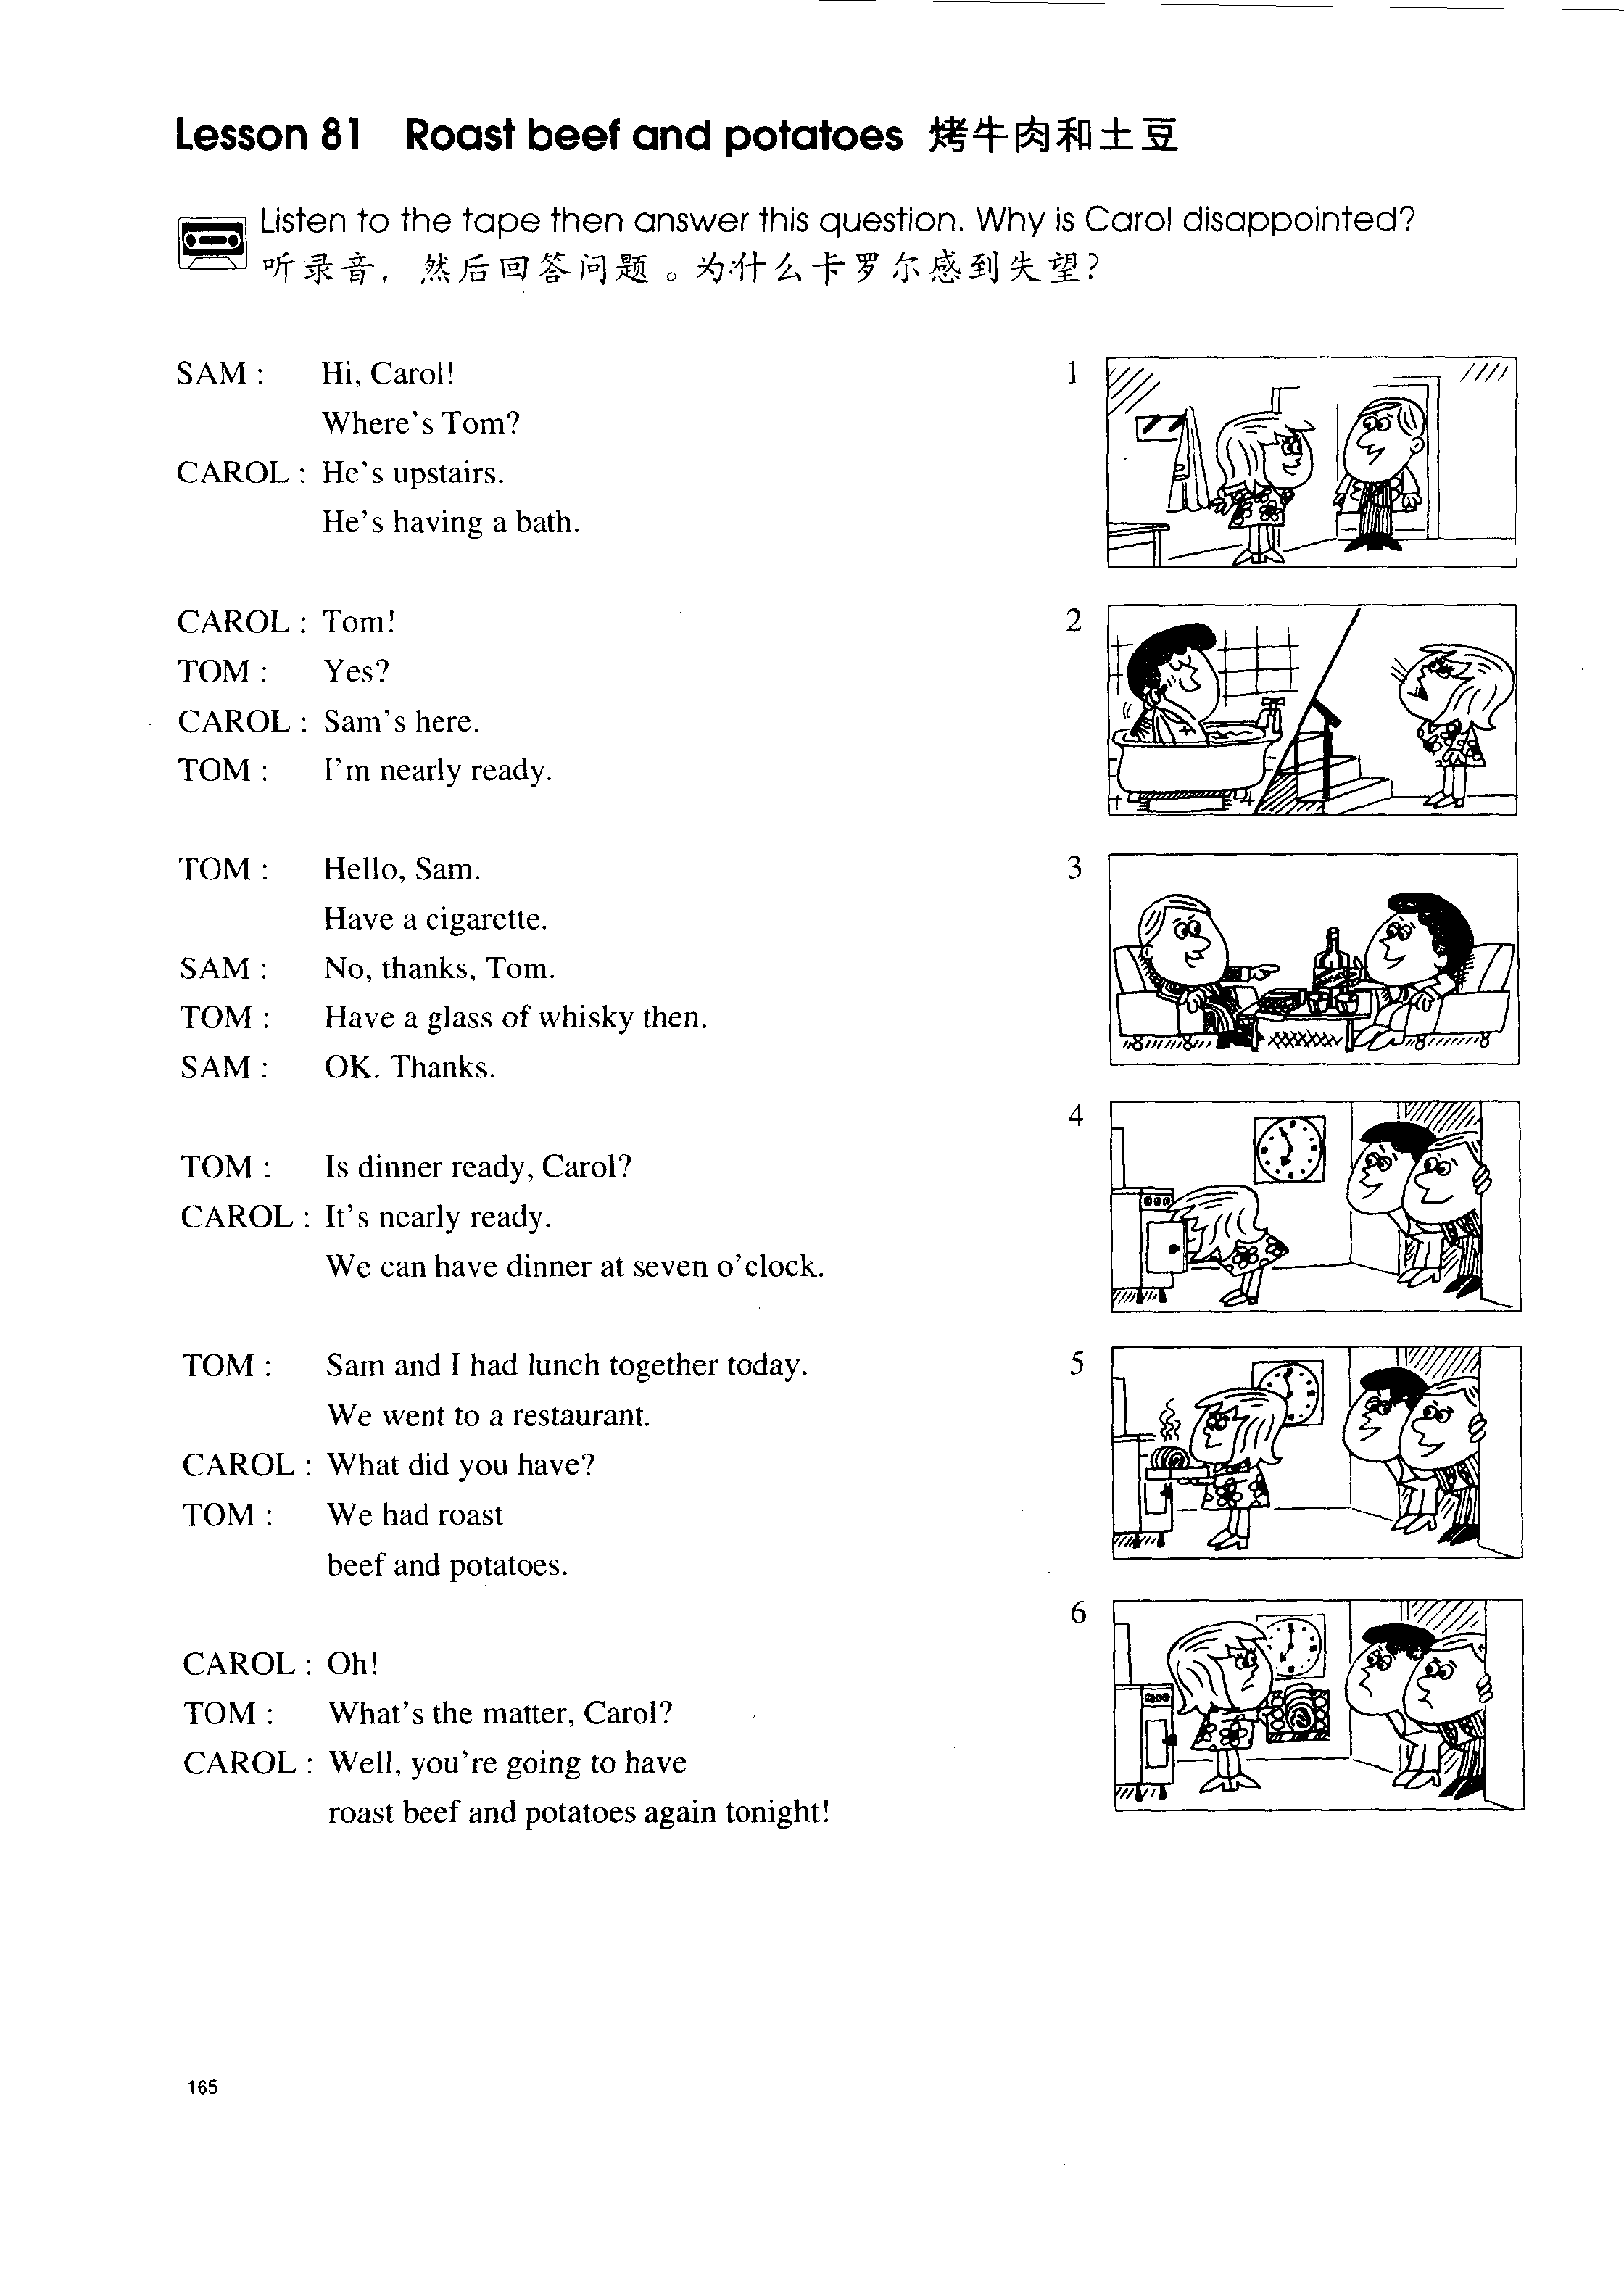 Lesson 81 Roast beef and potatoes 烤牛肉和土豆
Listen to the tape then answer this question. Why is Carol disappointed?
听录音，然后回答问题。为什么卡罗尔感到失望？
SAM : Hi, Carol!
Where's Tom?
CAROL : He's upstairs.
He's having a bath.
1
CAROL : Tom!
TOM : Yes?
CAROL : Sam's here.
TOM : I'm nearly ready.
2
TOM : Hello, Sam.
Have a cigarette.
SAM : No, thanks, Tom.
TOM : Have a glass of whisky then.
SAM : OK. Thanks.
3
TOM : Is dinner ready, Carol?
CAROL : It's nearly ready.
We can have dinner at seven o'clock.
4
TOM : Sam and I had lunch together today.
We went to a restaurant.
CAROL : What did you have?
TOM : We had roast
beef and potatoes.
5
CAROL : Oh!
TOM : What's the matter, Carol?
CAROL : Well, you're going to have
roast beef and potatoes again tonight!
6
165